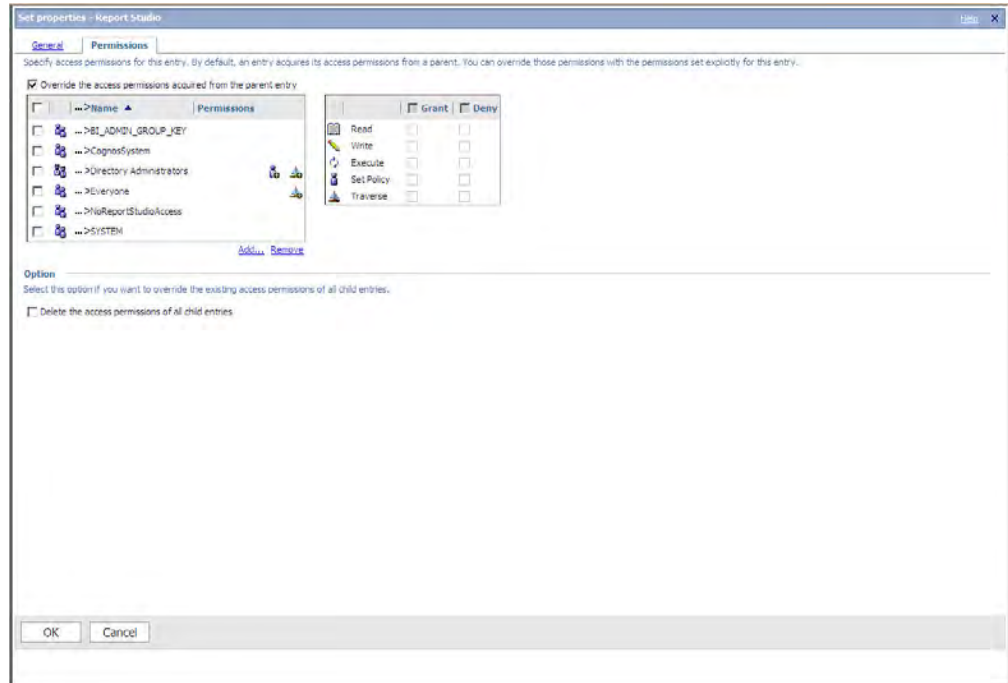 Set properties - Report Studio Help X
General Permissions
Specify access permissions for this entry. By default, an entry acquires its access permissions from a parent. You can override those permissions with the permissions set explicitly for this entry.
Override the access permissions acquired from the parent entry
...>Name Permissions
Grant Deny
...>BI_ADMIN_GROUP_KEY
...>CognosSystem
...>Directory Administrators
...>Everyone
...>NoReportStudioAccess
...>SYSTEM
Read
Write
Execute
Set Policy
Traverse
Add... Remove
Option
Select this option if you want to override the existing access permissions of all child entries.
Delete the access permissions of all child entries
OK Cancel